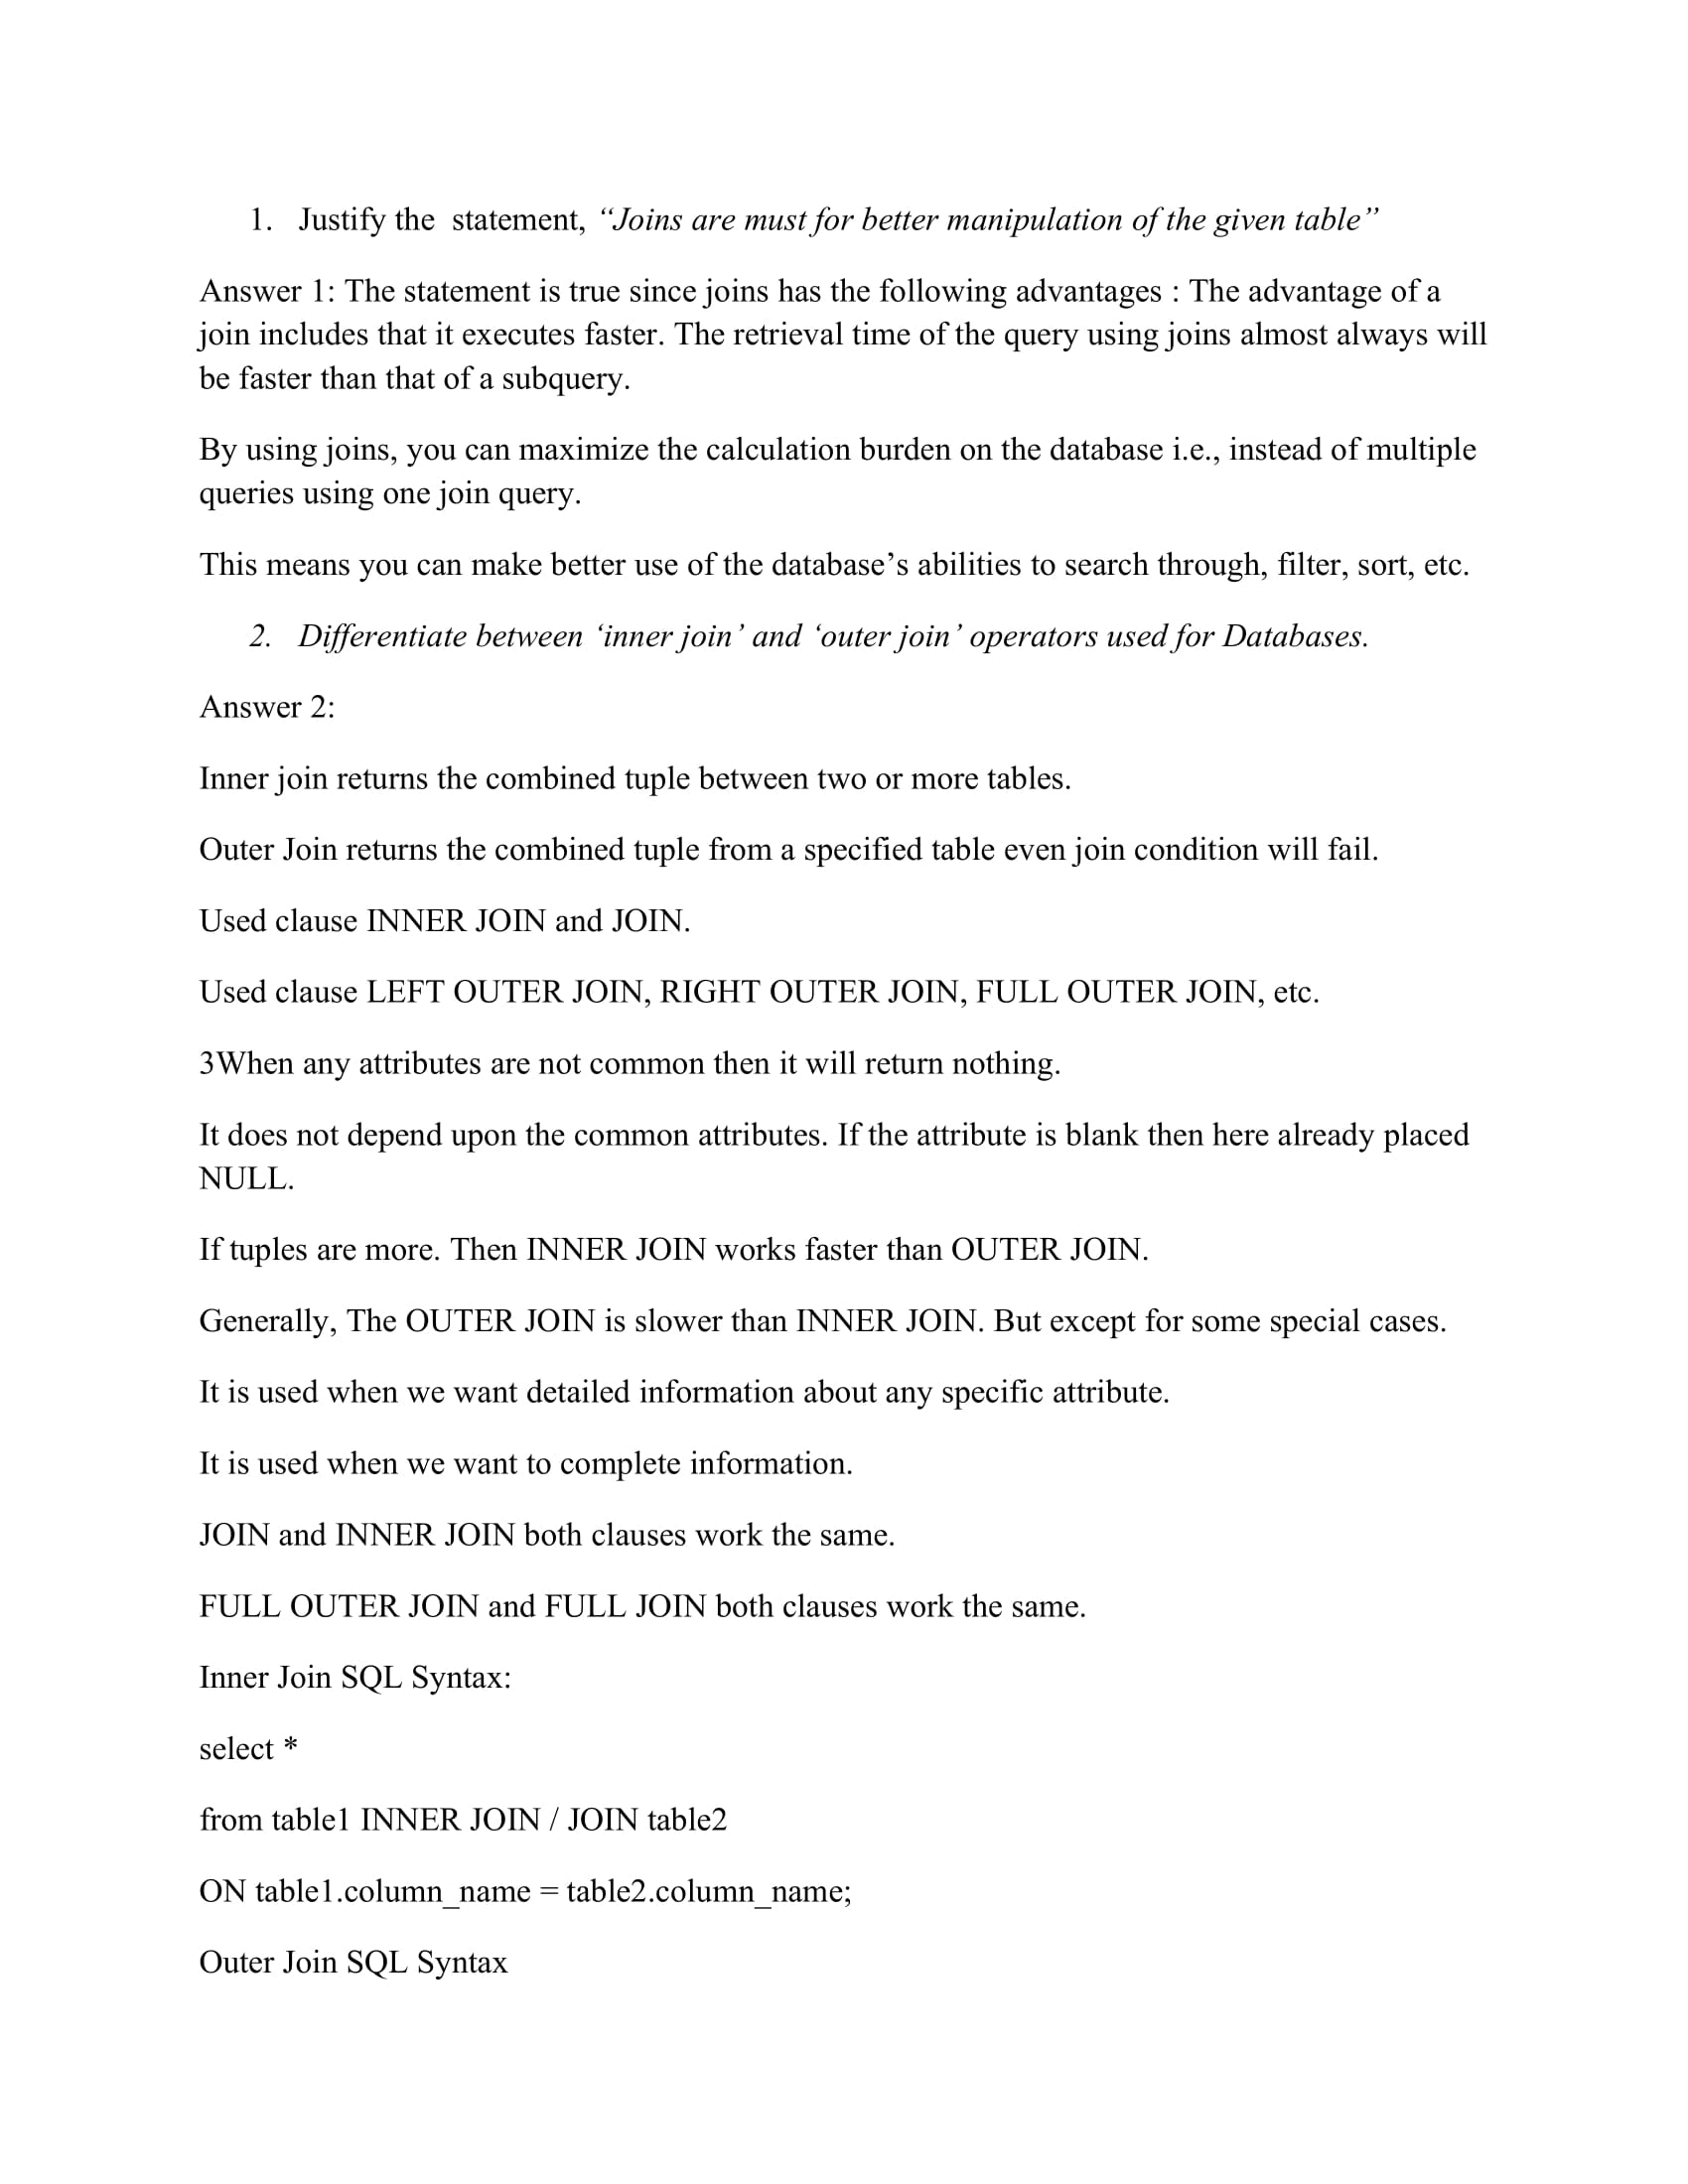 1. Justify the  statement, “Joins are must for better manipulation of the given table”
Answer 1: The statement is true since joins has the following advantages : The advantage of a
join includes that it executes faster. The retrieval time of the query using joins almost always will
be faster than that of a subquery.
By using joins, you can maximize the calculation burden on the database i.e., instead of multiple
queries using one join query.
This means you can make better use of the database’s abilities to search through, filter, sort, etc.
2. Differentiate between ‘inner join’ and ‘outer join’ operators used for Databases.
Answer 2:
Inner join returns the combined tuple between two or more tables.
Outer Join returns the combined tuple from a specified table even join condition will fail.
Used clause INNER JOIN and JOIN.
Used clause LEFT OUTER JOIN, RIGHT OUTER JOIN, FULL OUTER JOIN, etc.
3When any attributes are not common then it will return nothing.
It does not depend upon the common attributes. If the attribute is blank then here already placed
NULL.
If tuples are more. Then INNER JOIN works faster than OUTER JOIN.
Generally, The OUTER JOIN is slower than INNER JOIN. But except for some special cases.
It is used when we want detailed information about any specific attribute.
It is used when we want to complete information.
JOIN and INNER JOIN both clauses work the same.
FULL OUTER JOIN and FULL JOIN both clauses work the same.
Inner Join SQL Syntax:
select *
from table1 INNER JOIN / JOIN table2
ON table1.column_name = table2.column_name;
Outer Join SQL Syntax